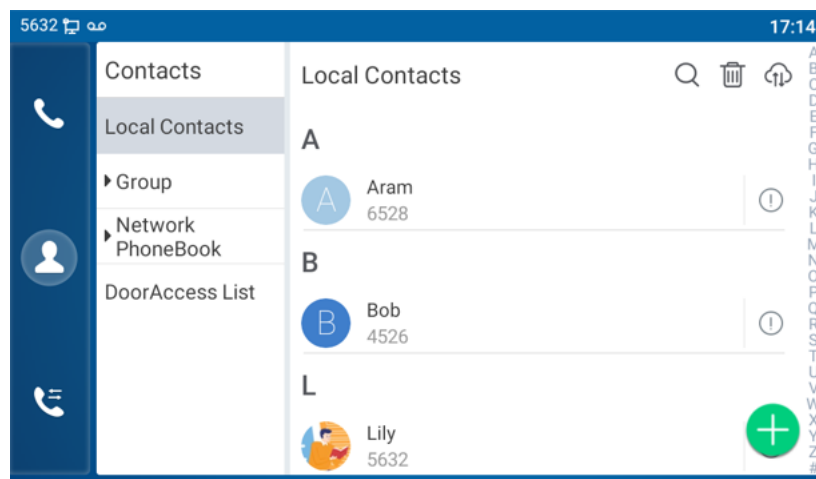 5632
17:14
Contacts
Local Contacts
Group
Network
PhoneBook
DoorAccess List
Local Contacts
A
A
Aram
6528
B
B
Bob
4526
L
Lily
5632
A
B
C
D
E
F
G
H
I
J
K
L
M
N
O
P
Q
R
S
T
U
V
W
X
Y
Z
#